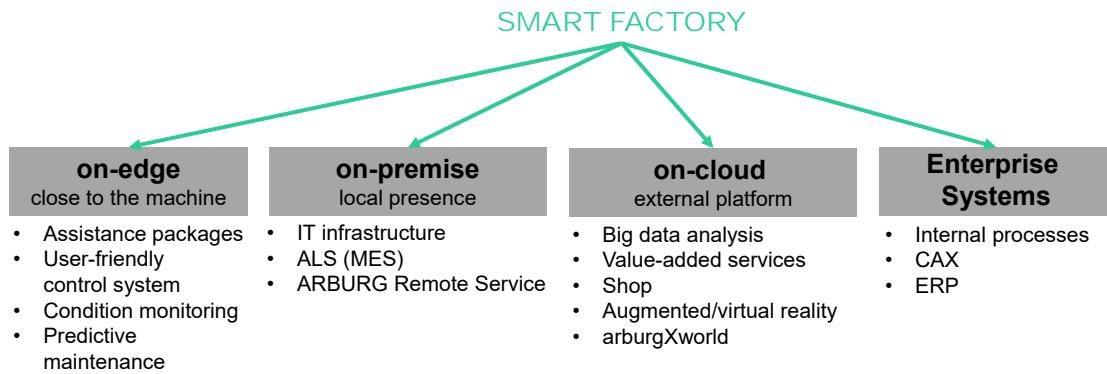 SMART FACTORY
on-edge
close to the machine
• Assistance packages
• User-friendly
control system
• Condition monitoring
• Predictive
maintenance
on-premise
local presence
• IT infrastructure
• ALS (MES)
• ARBURG Remote Service
on-cloud
external platform
• Big data analysis
• Value-added services
• Shop
• Augmented/virtual reality
• arburgXworld
Enterprise
Systems
• Internal processes
• CAX
• ERP